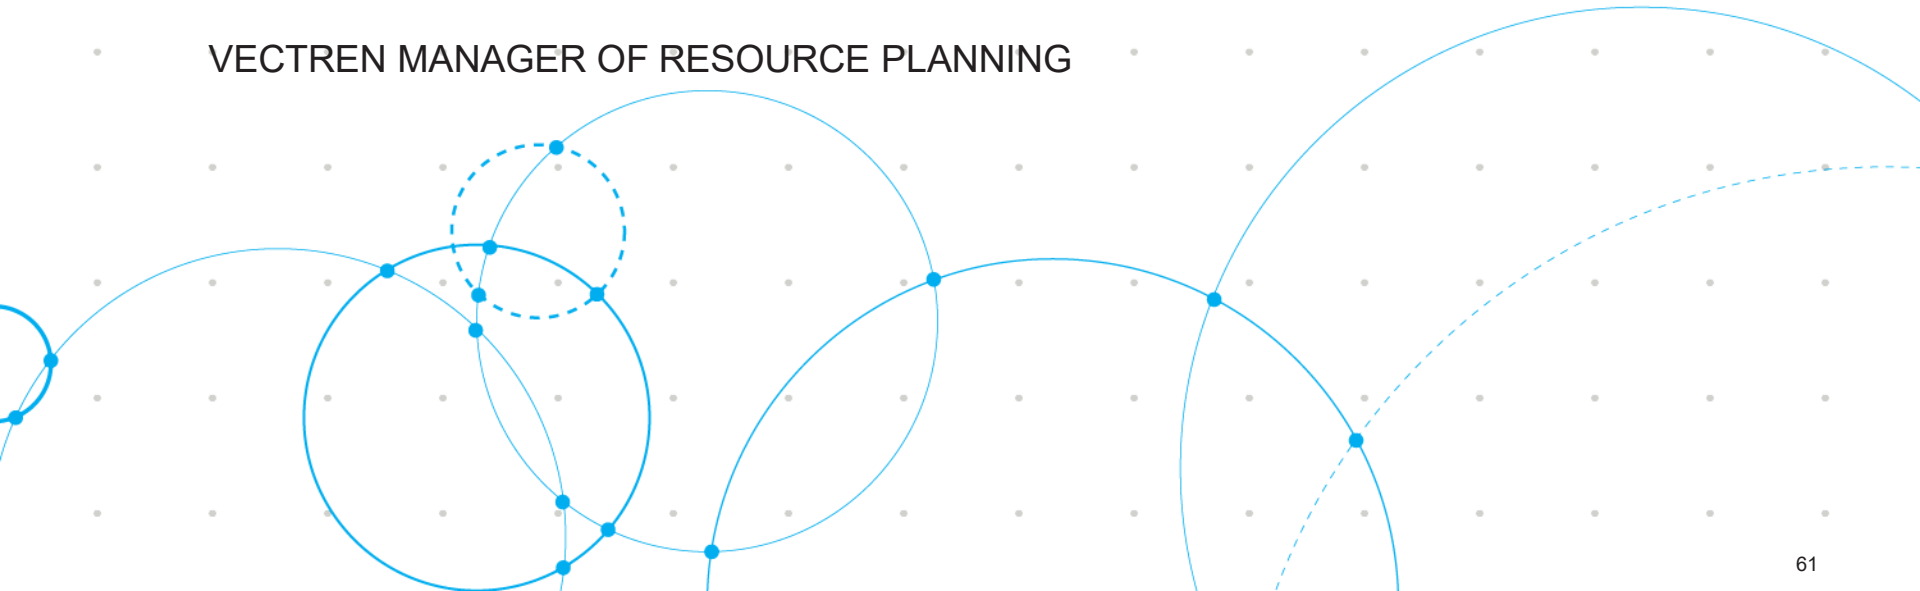 VECTREN MANAGER OF RESOURCE PLANNING
61